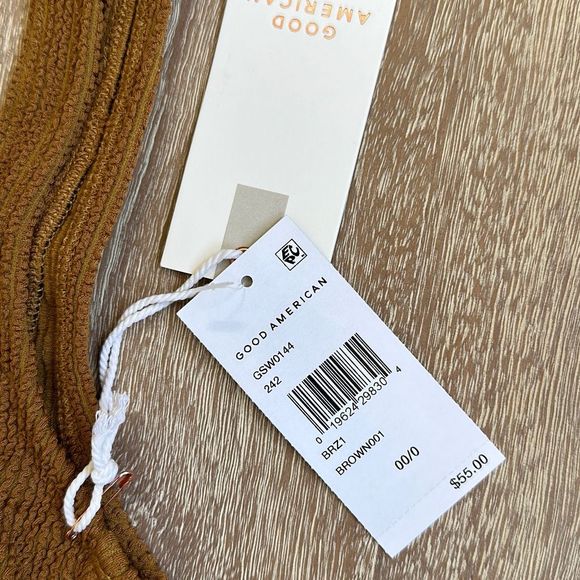 GOOD
AMERICAN
GOOD AMERICAN
GSW0144
242
0 19624 29830 4
BRZ1
BROWN001
00/0
$55.00